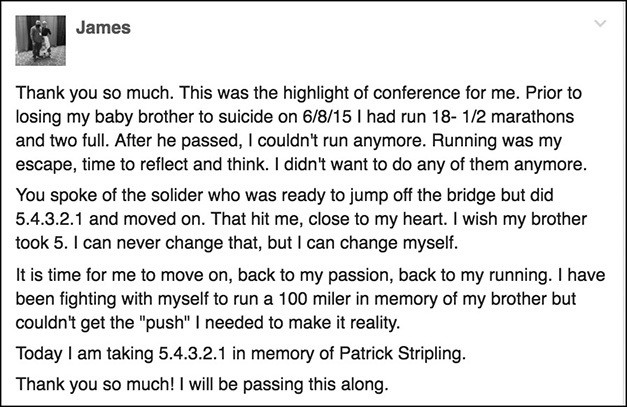 James
Thank you so much. This was the highlight of conference for me. Prior to
losing my baby brother to suicide on 6/8/15 I had run 18- 1/2 marathons
and two full. After he passed, I couldn't run anymore. Running was my
escape, time to reflect and think. I didn't want to do any of them anymore.
You spoke of the solider who was ready to jump off the bridge but did
5.4.3.2.1 and moved on. That hit me, close to my heart. I wish my brother
took 5. I can never change that, but I can change myself.
It is time for me to move on, back to my passion, back to my running. I have
been fighting with myself to run a 100 miler in memory of my brother but
couldn't get the "push" I needed to make it reality.
Today I am taking 5.4.3.2.1 in memory of Patrick Stripling.
Thank you so much! I will be passing this along.